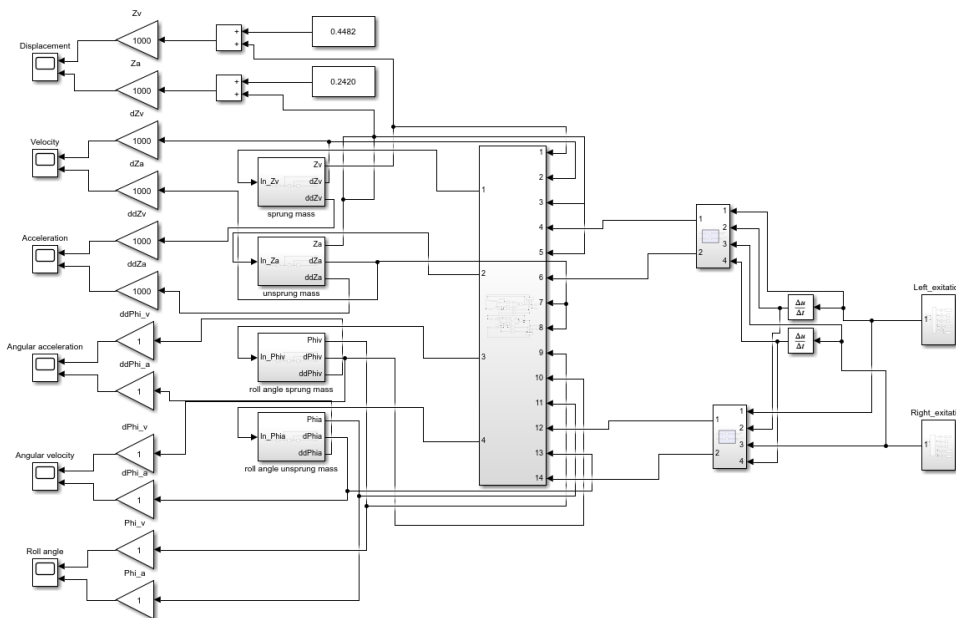 Zv
Displacement
1000
+
+
0.4482
Za
1000
+
+
0.2420
dZv
Velocity
1000
dZa
1000
In_Zv
Zv
dZv
ddZv
sprung mass
ddZv
Acceleration
1000
In_Za
Za
dZa
ddZa
unsprung mass
ddZa
1000
ddPhi_v
Angular acceleration
1
In_Phiv
Phiv
dPhiv
ddPhiv
roll angle sprung mass
ddPhi_a
1
In_Phia
Phia
dPhia
ddPhia
roll angle unsprung mass
dPhi_v
Angular velocity
1
dPhi_a
1
Phi_v
Roll angle
1
Phi_a
1
1
2
3
4
1
2
3
4
5
6
7
8
9
10
11
12
13
14
1
2
1
2
3
4
Δu
Δt
Δu
Δt
1
2
1
2
3
4
Left_exitatio
1
Right_exitatio
1